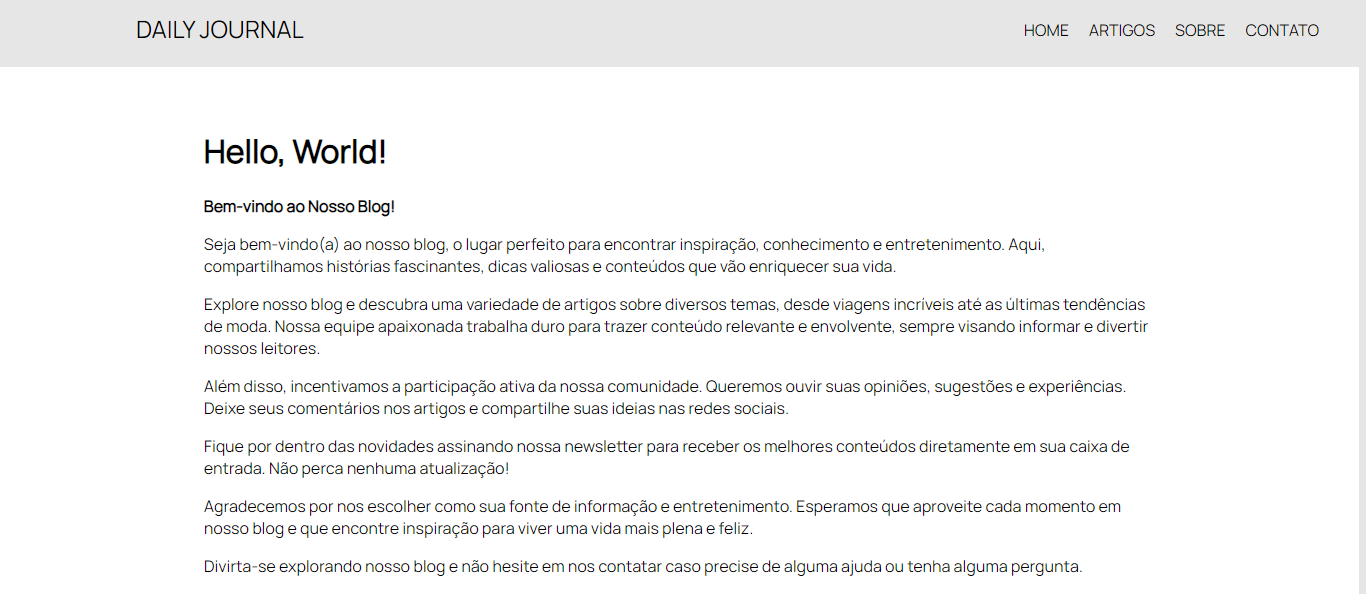 DAILY JOURNAL
HOME ARTIGOS SOBRE CONTATO
Hello, World!
Bem-vindo ao Nosso Blog!
Seja bem-vindo(a) ao nosso blog, o lugar perfeito para encontrar inspiração, conhecimento e entretenimento. Aqui,
compartilhamos histórias fascinantes, dicas valiosas e conteúdos que vão enriquecer sua vida.
Explore nosso blog e descubra uma variedade de artigos sobre diversos temas, desde viagens incríveis até as últimas tendências
de moda. Nossa equipe apaixonada trabalha duro para trazer conteúdo relevante e envolvente, sempre visando informar e divertir
nossos leitores.
Além disso, incentivamos a participação ativa da nossa comunidade. Queremos ouvir suas opiniões, sugestões e experiências.
Deixe seus comentários nos artigos e compartilhe suas ideias nas redes sociais.
Fique por dentro das novidades assinando nossa newsletter para receber os melhores conteúdos diretamente em sua caixa de
entrada. Não perca nenhuma atualização!
Agradecemos por nos escolher como sua fonte de informação e entretenimento. Esperamos que aproveite cada momento em
nosso blog e que encontre inspiração para viver uma vida mais plena e feliz.
Divirta-se explorando nosso blog e não hesite em nos contatar caso precise de alguma ajuda ou tenha alguma pergunta.